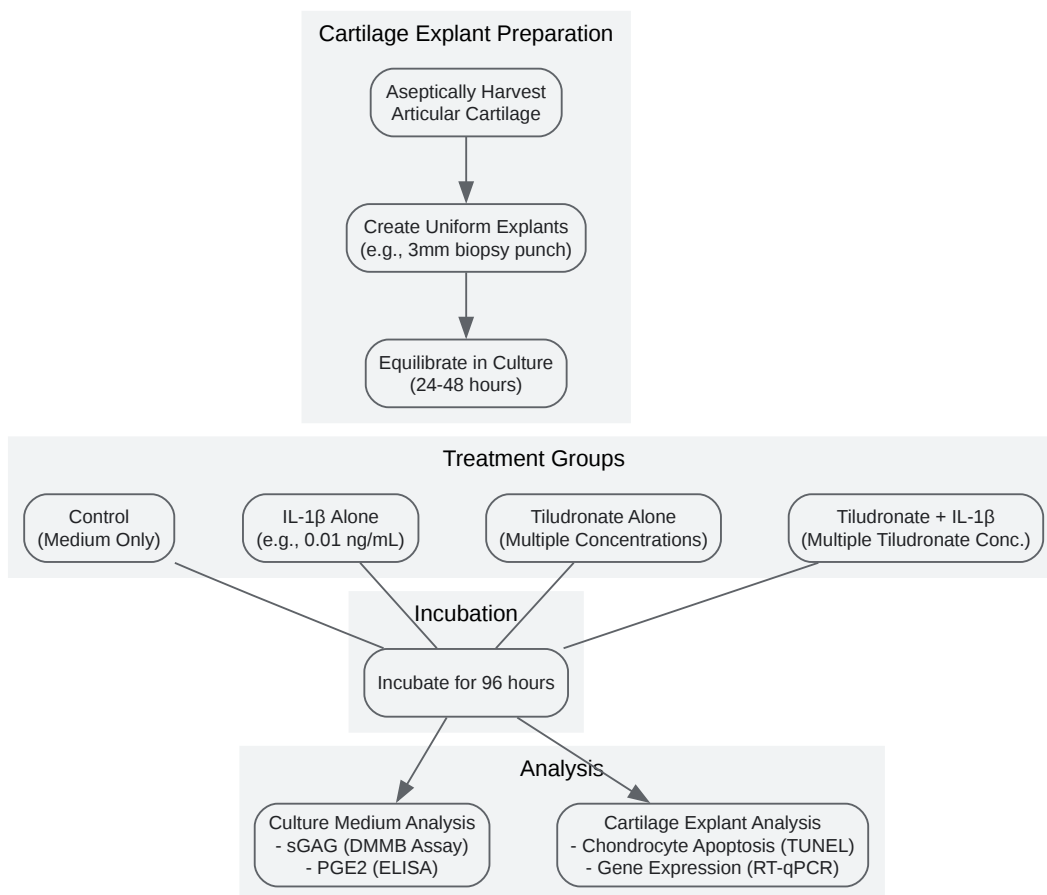 Cartilage Explant Preparation
Aseptically Harvest
Articular Cartilage
Create Uniform Explants
(e.g., 3mm biopsy punch)
Equilibrate in Culture
(24-48 hours)
Treatment Groups
Control
(Medium Only)
IL-1β Alone
(e.g., 0.01 ng/mL)
Tiludronate Alone
(Multiple Concentrations)
Tiludronate + IL-1β
(Multiple Tiludronate Conc.)
Incubation
Incubate for 96 hours
Analysis
Culture Medium Analysis
- sGAG (DMMB Assay)
- PGE2 (ELISA)
Cartilage Explant Analysis
- Chondrocyte Apoptosis (TUNEL)
- Gene Expression (RT-qPCR)